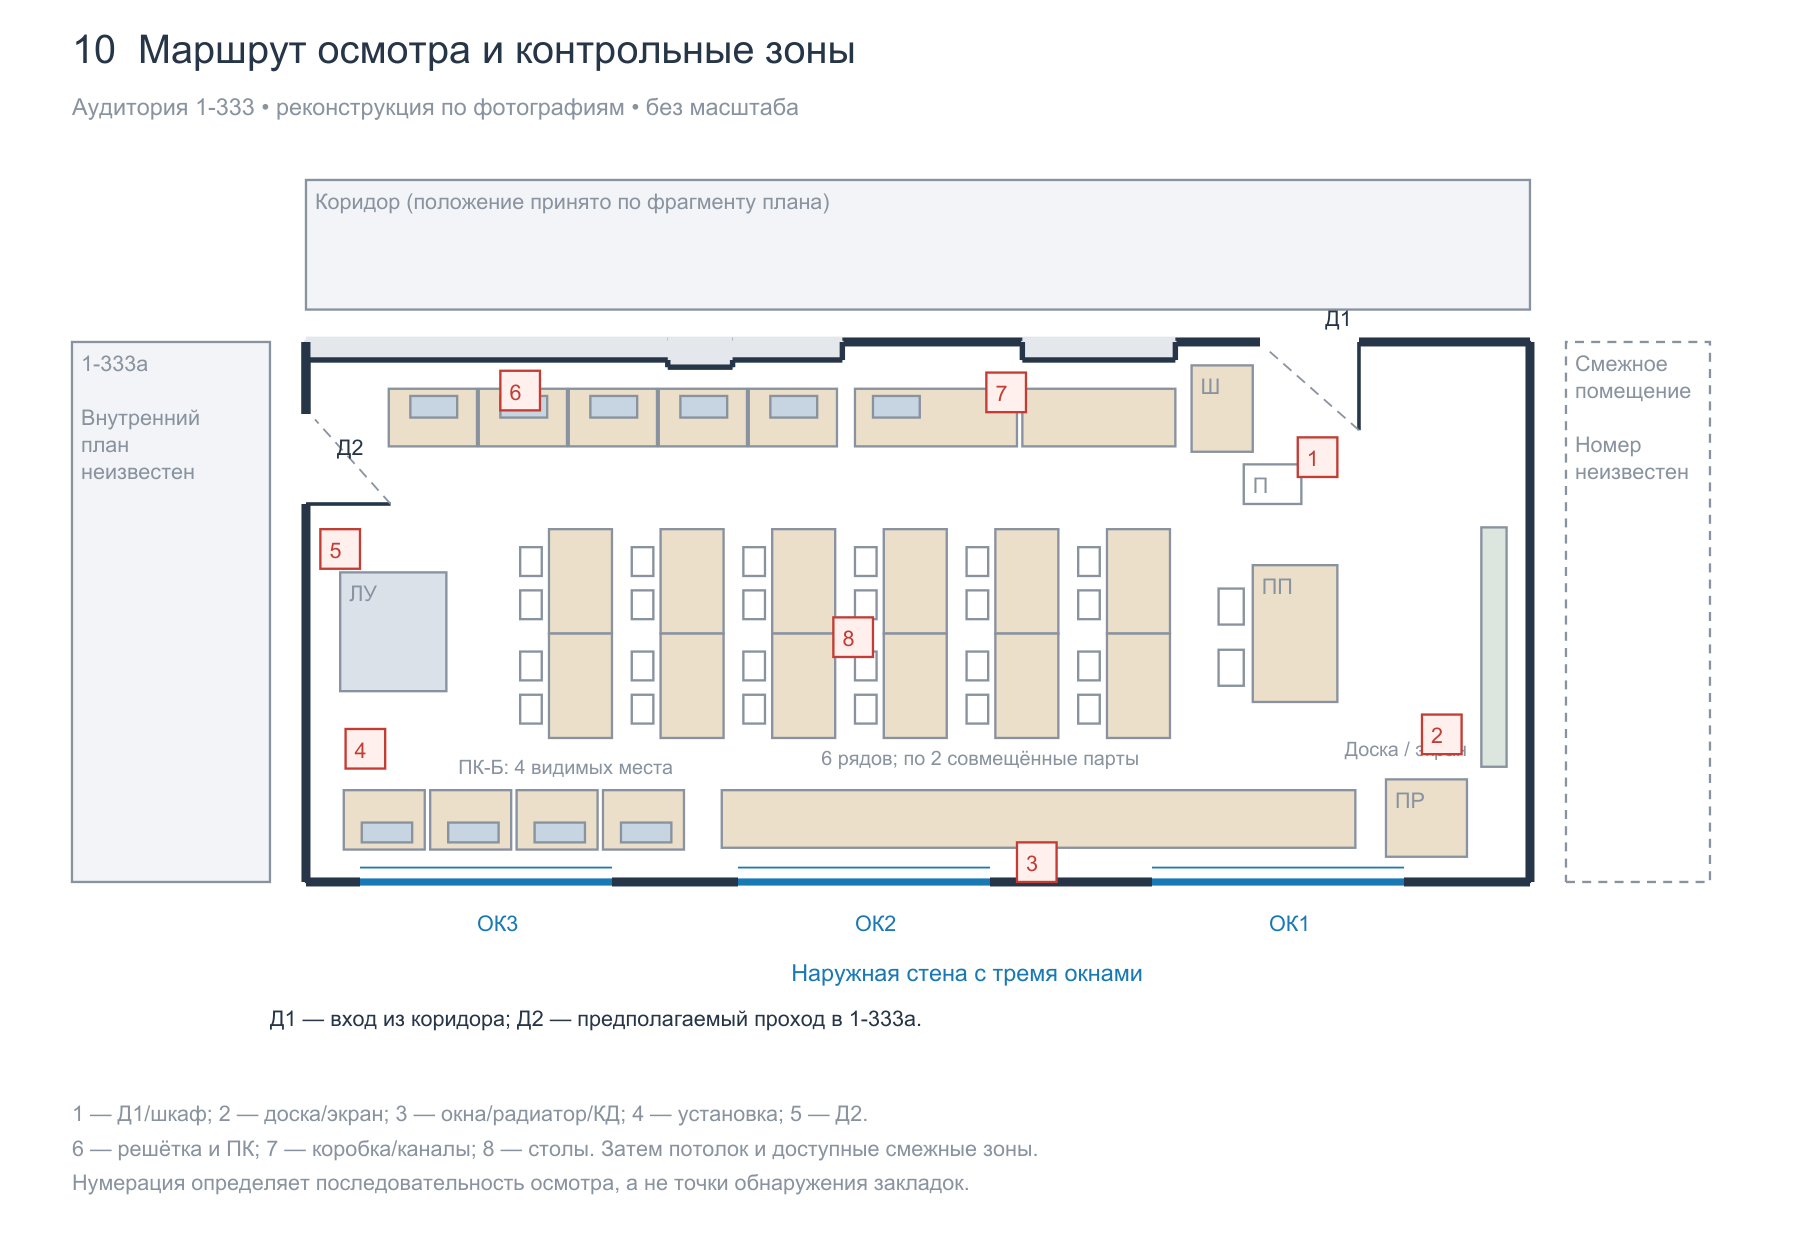 10 Маршрут осмотра и контрольные зоны
Аудитория 1-333 • реконструкция по фотографиям • без масштаба
Коридор (положение принято по фрагменту плана)
Д1
1-333а
Внутренний
план
неизвестен
Смежное
помещение
Номер
неизвестен
Д2
6
7
Ш
1
П
5
ЛУ
ПП
8
4
2
ПК-Б: 4 видимых места
6 рядов; по 2 совмещённые парты
Доска /
ПР
3
ОК3
ОК2
ОК1
Наружная стена с тремя окнами
Д1 — вход из коридора; Д2 — предполагаемый проход в 1-333а.
1 — Д1/шкаф; 2 — доска/экран; 3 — окна/радиатор/КД; 4 — установка; 5 — Д2.
6 — решётка и ПК; 7 — коробка/каналы; 8 — столы. Затем потолок и доступные смежные зоны.
Нумерация определяет последовательность осмотра, а не точки обнаружения закладок.